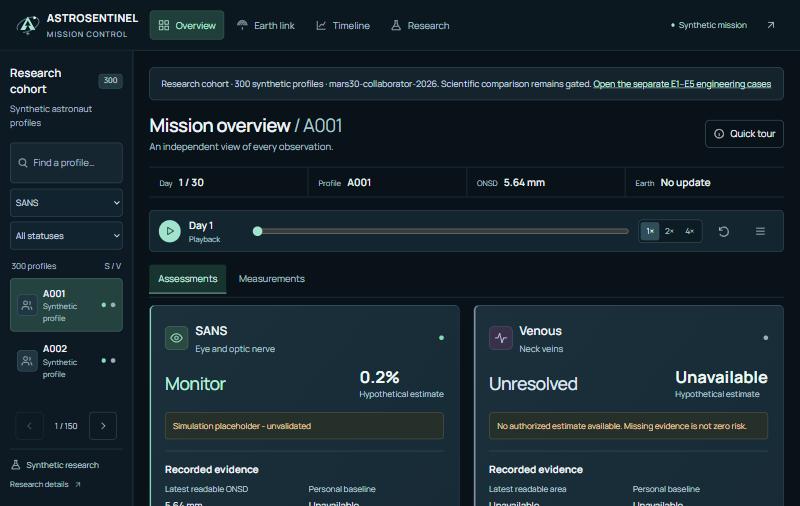 ASTROSENTINEL
MISSION CONTROL
Overview
Earth link
Timeline
Research
Synthetic mission
Research cohort
300
Synthetic astronaut profiles
Find a profile...
SANS
All statuses
300 profiles
S / V
A001
Synthetic profile
A002
Synthetic profile
1 / 150
Synthetic research
Research details
Research cohort · 300 synthetic profiles · mars30-collaborator-2026. Scientific comparison remains gated. Open the separate E1–E5 engineering cases
Mission overview / A001
An independent view of every observation.
Quick tour
Day 1 / 30
Profile A001
ONSD 5.64 mm
Earth No update
Day 1
Playback
1×
2×
4×
Assessments
Measurements
SANS
Eye and optic nerve
Monitor
0.2%
Hypothetical estimate
Simulation placeholder - unvalidated
Recorded evidence
Latest readable ONSD
Personal baseline
5.64 mm
Unavailable
Venous
Neck veins
Unresolved
Unavailable
Hypothetical estimate
No authorized estimate available. Missing evidence is not zero risk.
Recorded evidence
Latest readable area
Personal baseline
Unavailable
Unavailable